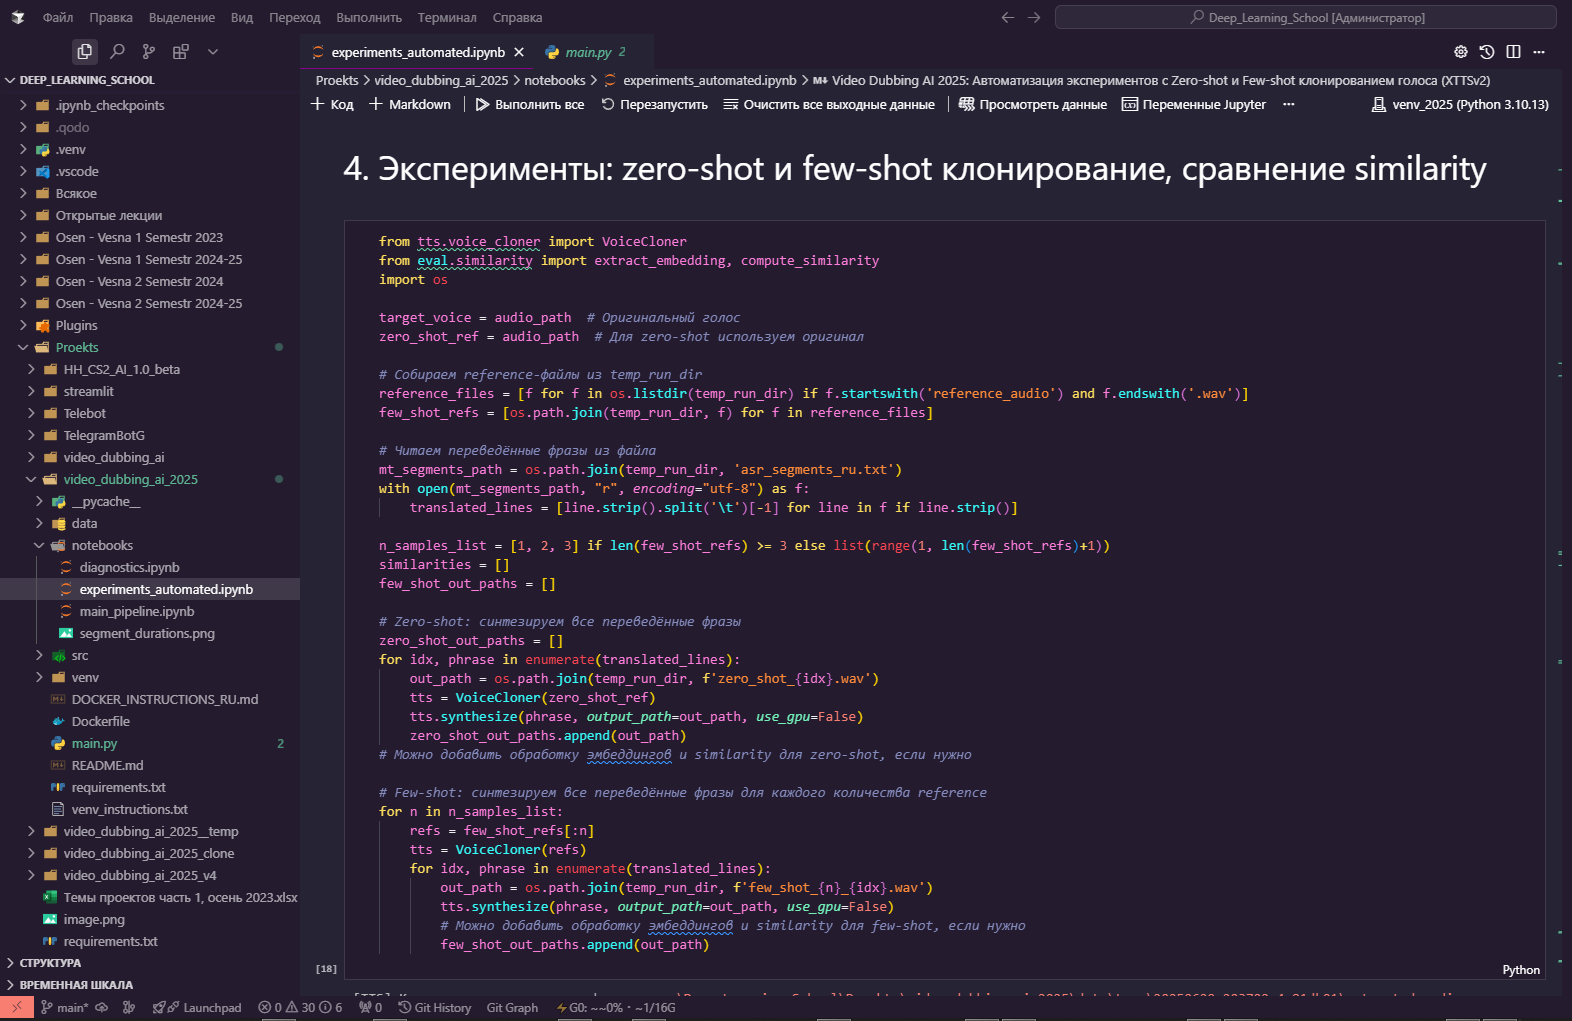 Файл Правка Выделение Вид Переход Выполнить Терминал Справка
Deep_Learning_School [Администратор]
experiments_automated.ipynb
main.py 2
DEEP_LEARNING_SCHOOL
.ipynb_checkpoints
.qodo
.venv
.vscode
Всякое
Открытые лекции
Osen - Vesna 1 Semestr 2023
Osen - Vesna 1 Semestr 2024-25
Osen - Vesna 2 Semestr 2024
Osen - Vesna 2 Semestr 2024-25
Plugins
Proekts
HH_CS2_AI_1.0_beta
streamlit
Telebot
TelegramBotG
video_dubbing_ai
video_dubbing_ai_2025
__pycache__
data
notebooks
diagnostics.ipynb
experiments_automated.ipynb
main_pipeline.ipynb
segment_durations.png
src
venv
DOCKER_INSTRUCTIONS_RU.md
Dockerfile
main.py 2
README.md
requirements.txt
venv_instructions.txt
video_dubbing_ai_2025__temp
video_dubbing_ai_2025_clone
video_dubbing_ai_2025_v4
Темы проектов часть 1, осень 2023.xlsx
image.png
requirements.txt
СТРУКТУРА
ВРЕМЕННАЯ ШКАЛА
Proekts > video_dubbing_ai_2025 > notebooks > experiments_automated.ipynb > M↓ Video Dubbing AI 2025: Автоматизация экспериментов с Zero-shot и Few-shot клонированием голоса (XTTSv2)
+ Код + Markdown Выполнить все Перезапустить Очистить все выходные данные Просмотреть данные Переменные Jupyter ··· venv_2025 (Python 3.10.13)
4. Эксперименты: zero-shot и few-shot клонирование, сравнение similarity
from tts.voice_cloner import VoiceCloner
from eval.similarity import extract_embedding, compute_similarity
import os
target_voice = audio_path  # Оригинальный голос
zero_shot_ref = audio_path  # Для zero-shot используем оригинал
# Собираем reference-файлы из temp_run_dir
reference_files = [f for f in os.listdir(temp_run_dir) if f.startswith('reference_audio') and f.endswith('.wav')]
few_shot_refs = [os.path.join(temp_run_dir, f) for f in reference_files]
# Читаем переведённые фразы из файла
mt_segments_path = os.path.join(temp_run_dir, 'asr_segments_ru.txt')
with open(mt_segments_path, "r", encoding="utf-8") as f:
    translated_lines = [line.strip().split('\t')[-1] for line in f if line.strip()]
n_samples_list = [1, 2, 3] if len(few_shot_refs) >= 3 else list(range(1, len(few_shot_refs)+1))
similarities = []
few_shot_out_paths = []
# Zero-shot: синтезируем все переведённые фразы
zero_shot_out_paths = []
for idx, phrase in enumerate(translated_lines):
    out_path = os.path.join(temp_run_dir, f'zero_shot_{idx}.wav')
    tts = VoiceCloner(zero_shot_ref)
    tts.synthesize(phrase, output_path=out_path, use_gpu=False)
    zero_shot_out_paths.append(out_path)
# Можно добавить обработку эмбеддингов и similarity для zero-shot, если нужно
# Few-shot: синтезируем все переведённые фразы для каждого количества reference
for n in n_samples_list:
    refs = few_shot_refs[:n]
    tts = VoiceCloner(refs)
    for idx, phrase in enumerate(translated_lines):
        out_path = os.path.join(temp_run_dir, f'few_shot_{n}_{idx}.wav')
        tts.synthesize(phrase, output_path=out_path, use_gpu=False)
        # Можно добавить обработку эмбеддингов и similarity для few-shot, если нужно
        few_shot_out_paths.append(out_path)
[18]
Python
main* Launchpad 0 30 6 0 Git History Git Graph G0: ~~0% · ~1/16G